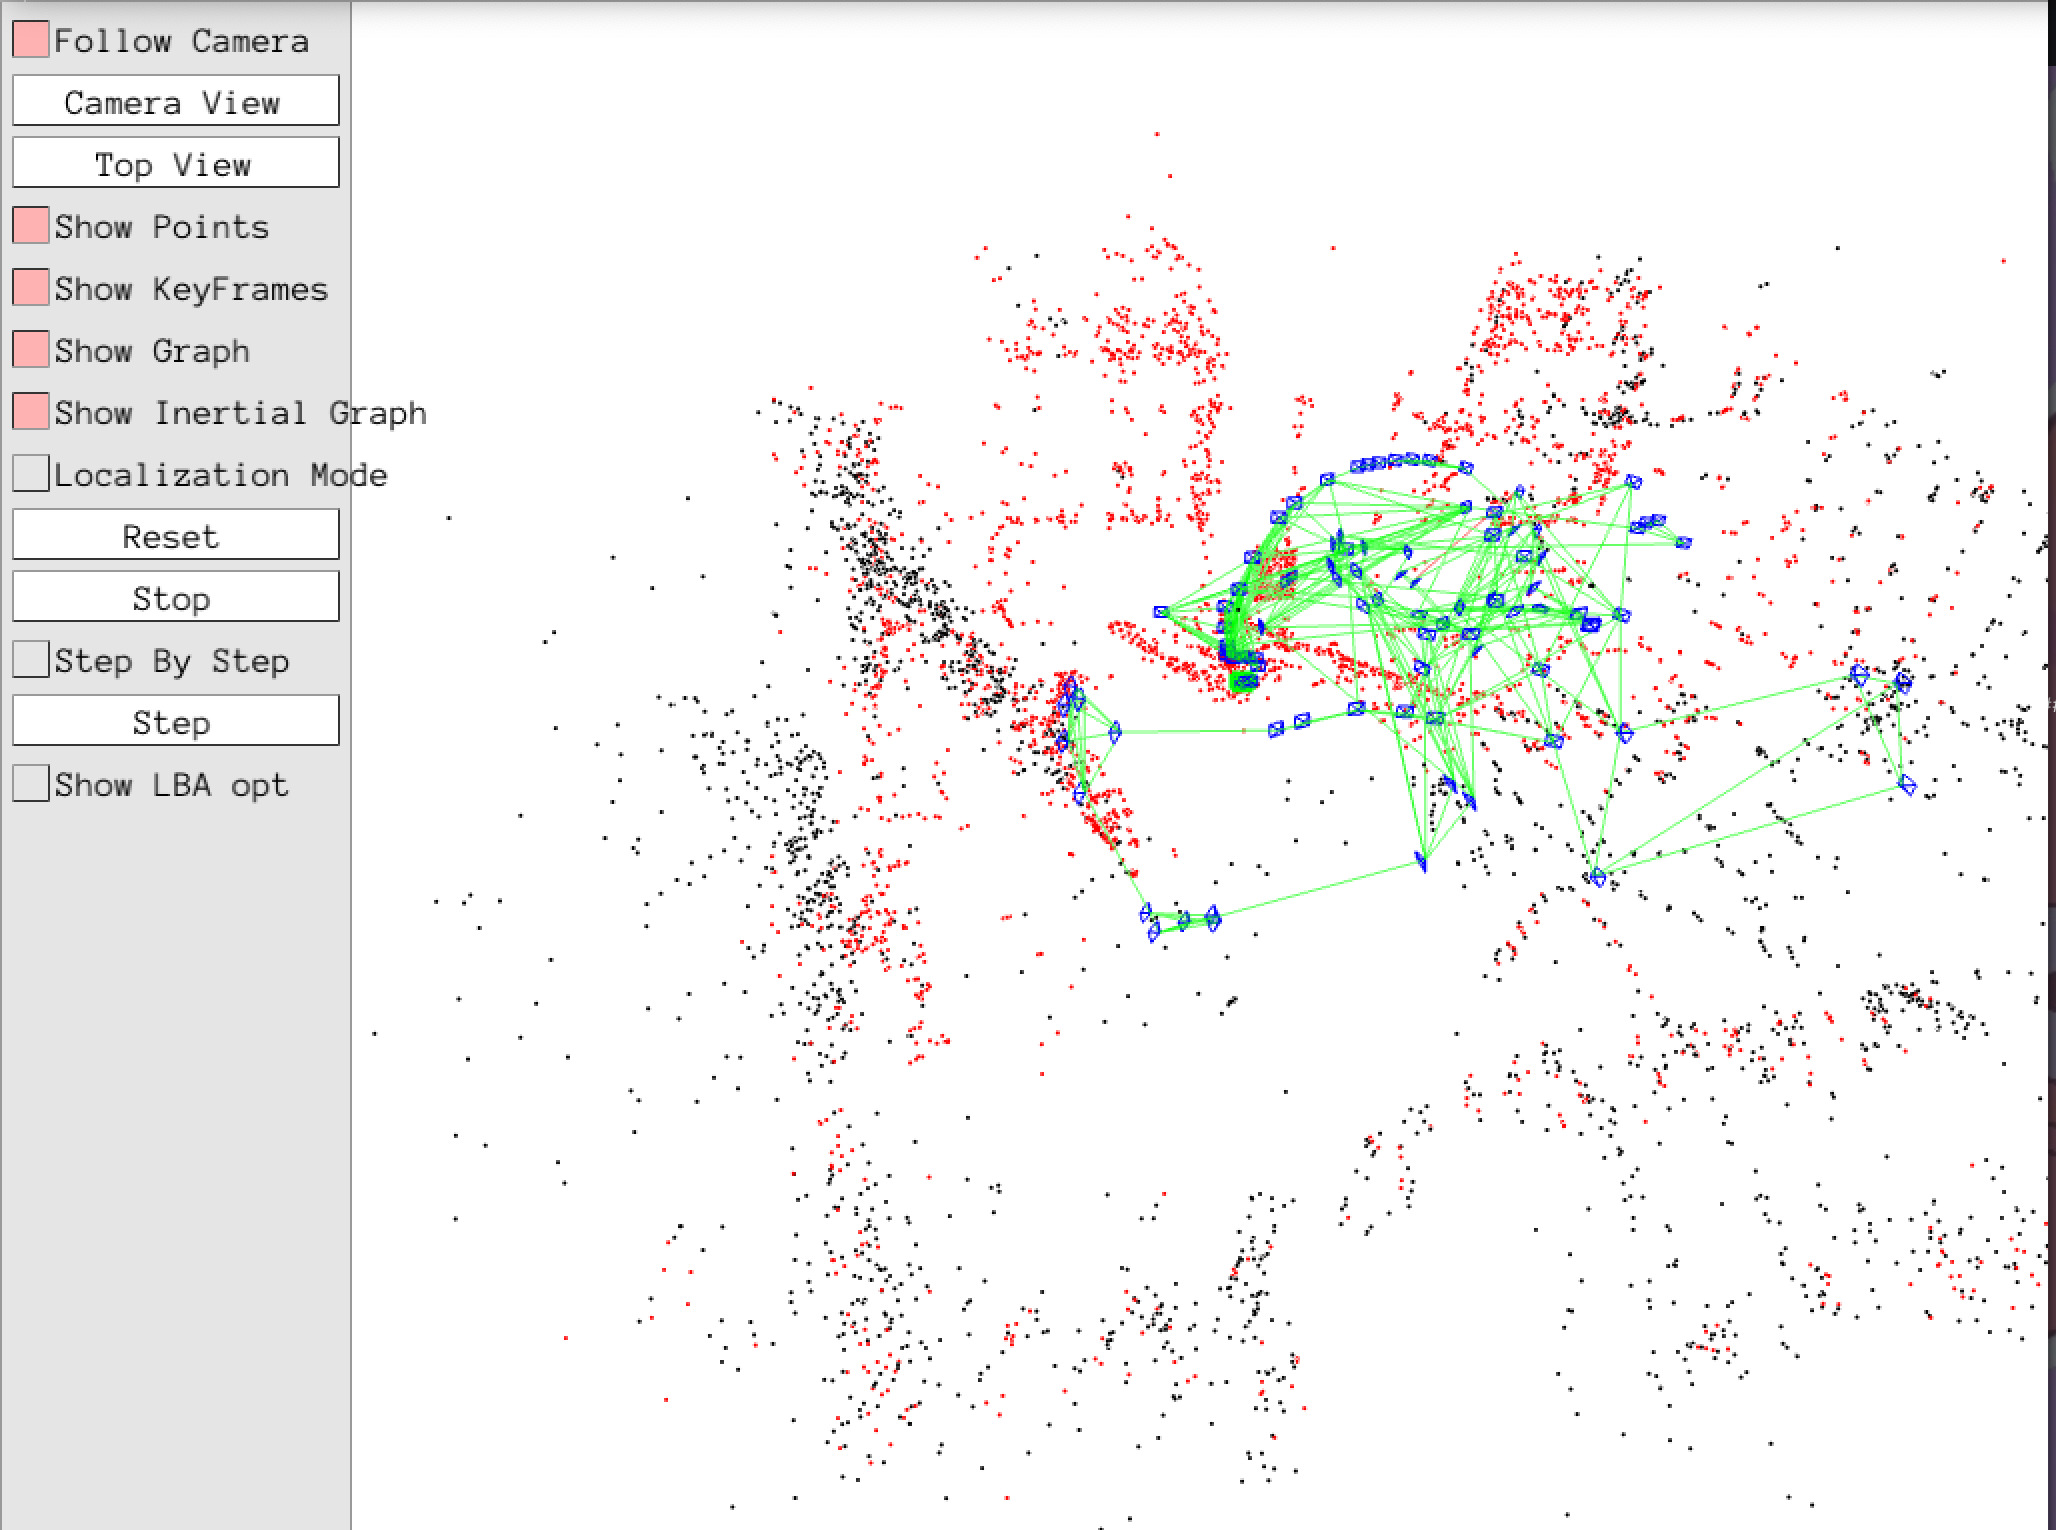 Follow Camera
Camera View
Top View
Show Points
Show KeyFrames
Show Graph
Show Inertial Graph
Localization Mode
Reset
Stop
Step By Step
Step
Show LBA opt